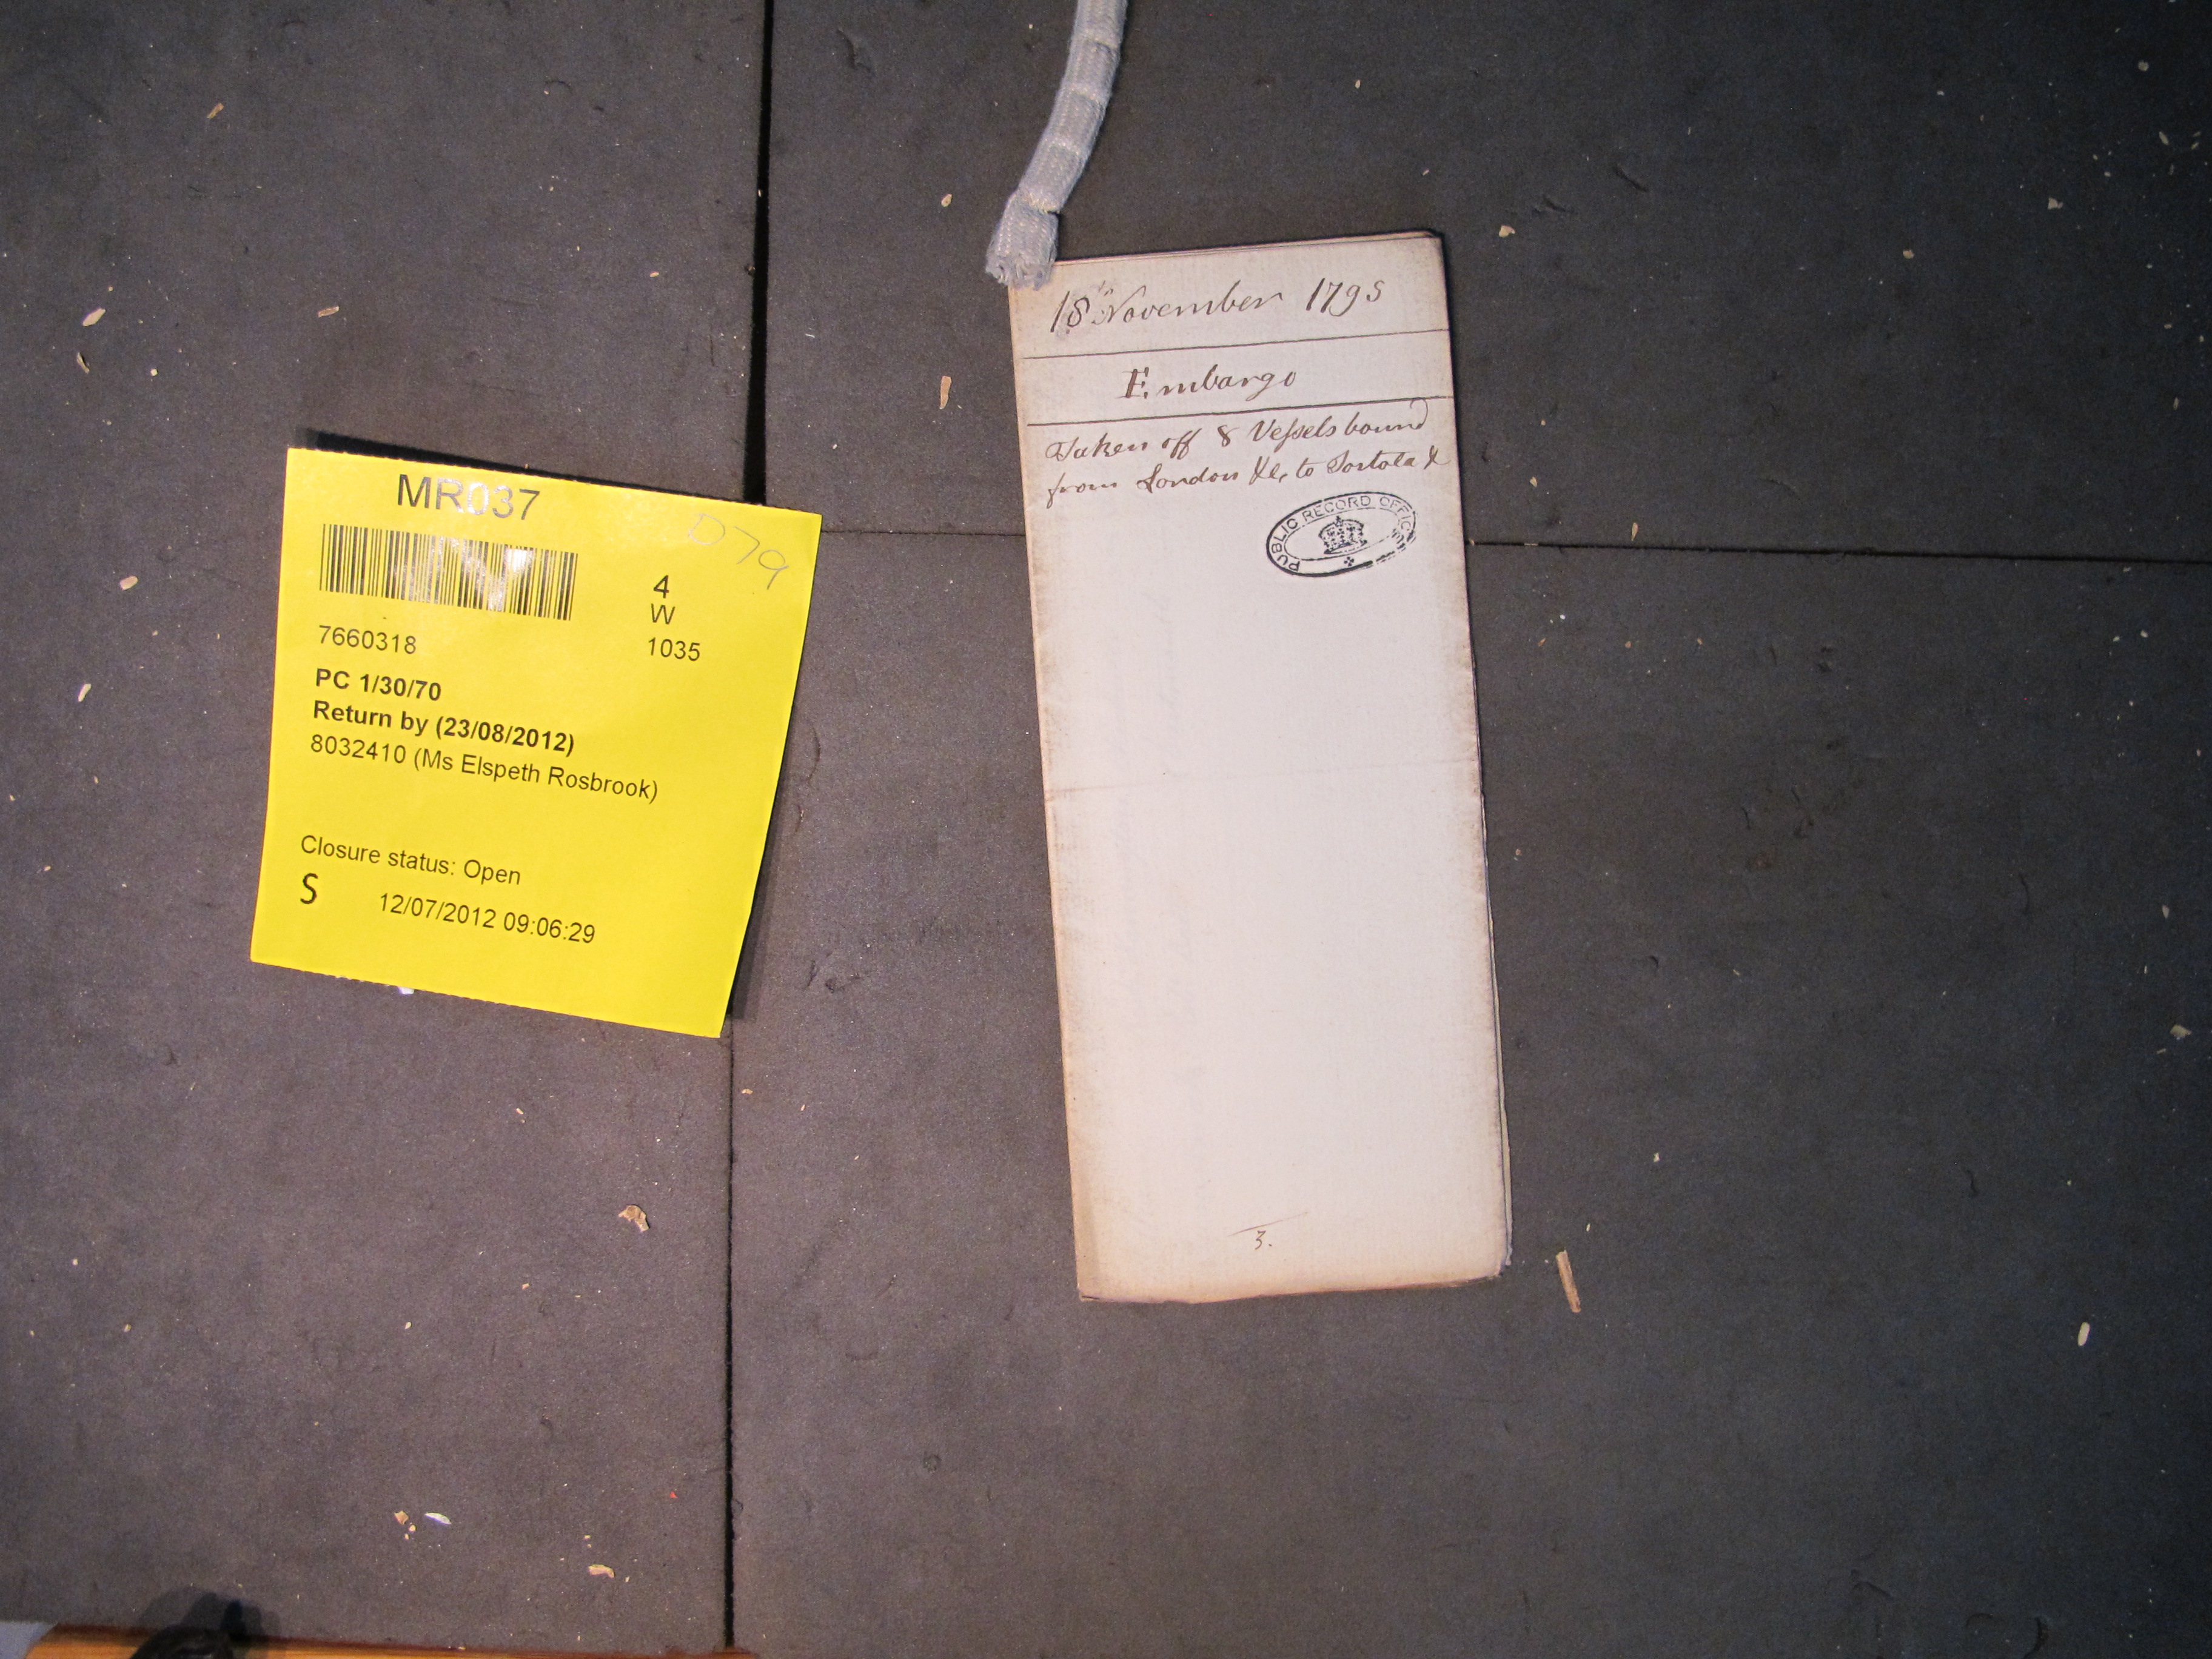 MR037
D79
4
W
7660318
1035
PC 1/30/70
Return by (23/08/2012)
8032410 (Ms Elspeth Rosbrook)
Closure status: Open
S
12/07/2012 09:06:29
18th November 1795
Embargo
Taken off 8 Vessels bound
from London &c, to Tortola &
PUBLIC RECORD OFFICE
3.